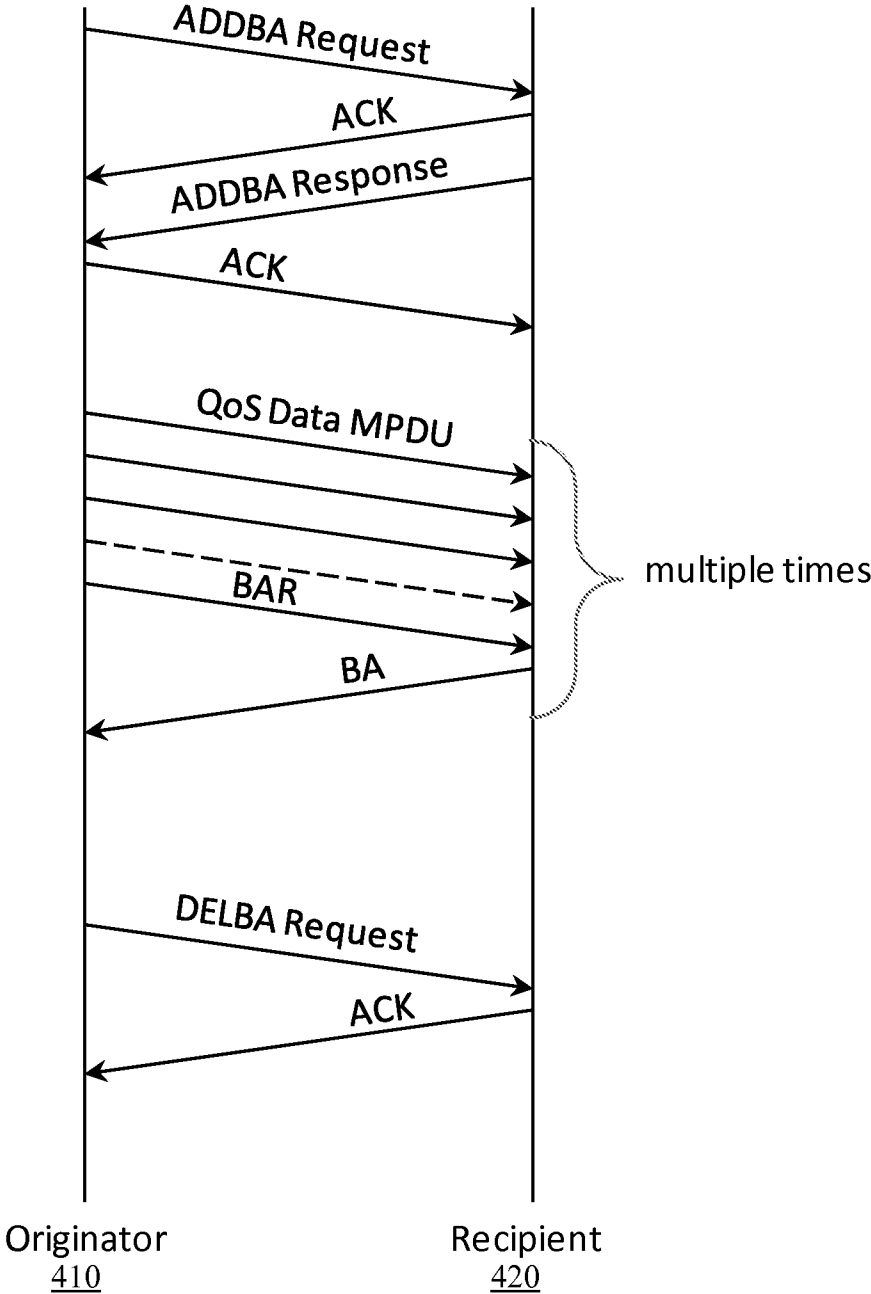 ADDBA Request
ACK
ADDBA Response
ACK
QoS Data MPDU
multiple times
BAR
BA
DELBA Request
ACK
Originator
410
Recipient
420